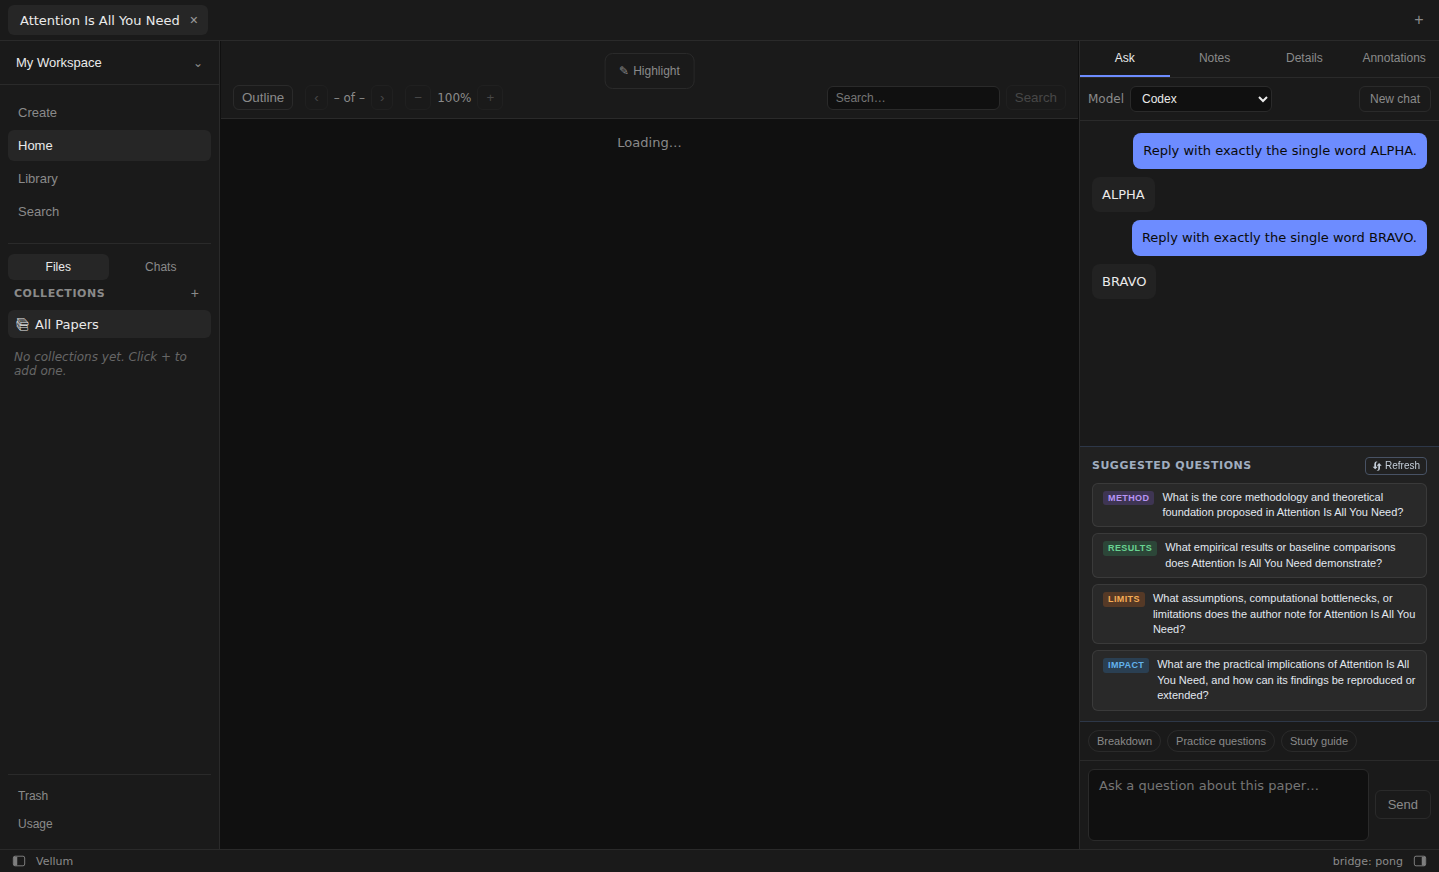 Attention Is All You Need ×
+
My Workspace
Create
Home
Library
Search
Files
Chats
COLLECTIONS +
All Papers
No collections yet. Click + to
add one.
Trash
Usage
✎ Highlight
Outline
‹ – of – ›
− 100% +
Search…
Search
Loading…
Ask
Notes
Details
Annotations
Model
Codex
New chat
Reply with exactly the single word ALPHA.
ALPHA
Reply with exactly the single word BRAVO.
BRAVO
SUGGESTED QUESTIONS
Refresh
METHOD
What is the core methodology and theoretical
foundation proposed in Attention Is All You Need?
RESULTS
What empirical results or baseline comparisons
does Attention Is All You Need demonstrate?
LIMITS
What assumptions, computational bottlenecks, or
limitations does the author note for Attention Is All You
Need?
IMPACT
What are the practical implications of Attention Is All
You Need, and how can its findings be reproduced or
extended?
Breakdown
Practice questions
Study guide
Ask a question about this paper…
Send
Vellum
bridge: pong